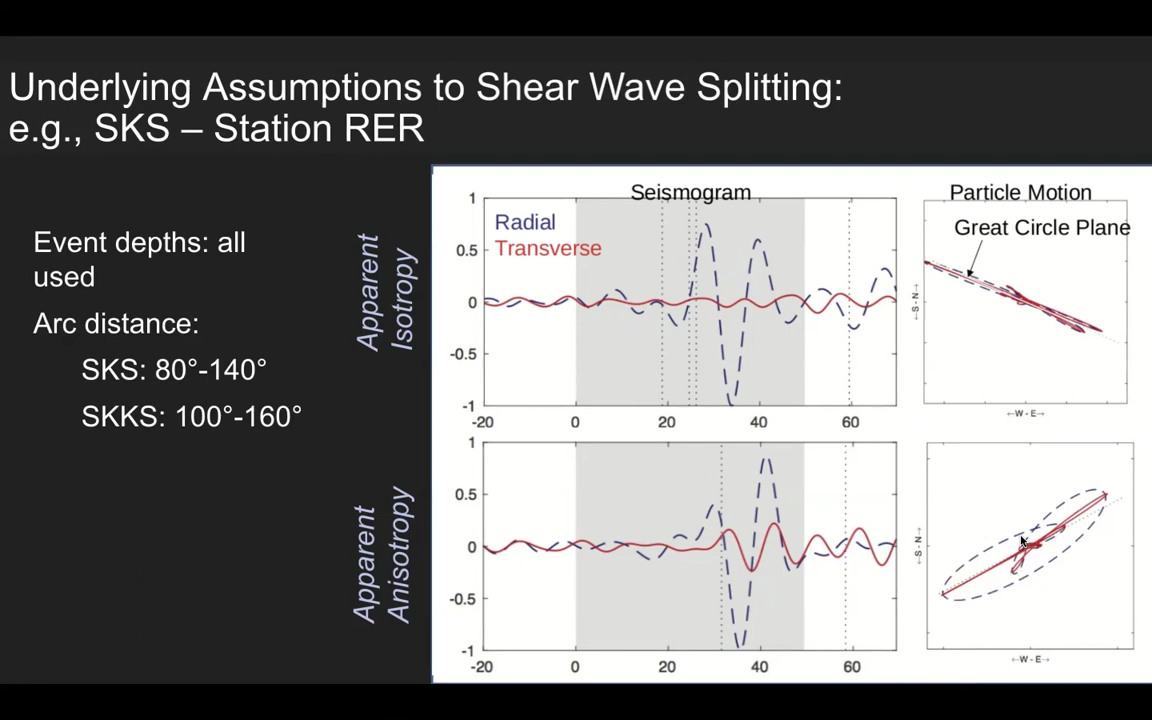 Underlying Assumptions to Shear Wave Splitting:
e.g., SKS – Station RER
Event depths: all
used
Arc distance:
SKS: 80°-140°
SKKS: 100°-160°
Apparent
Isotropy
Seismogram
Radial
Transverse
1
0.5
0
-0.5
-1
-20
0
20
40
60
Particle Motion
Great Circle Plane
←S - N→
←W - E→
Apparent
Anisotropy
1
0.5
0
-0.5
-1
-20
0
20
40
60
←S - N→
←W - E→